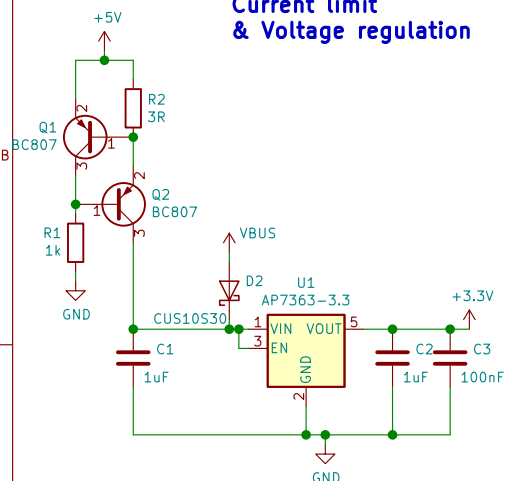 Current limit
& Voltage regulation
+5V
R2
3R
Q1
BC807
2
1
3
B
Q2
BC807
2
1
3
R1
1k
GND
VBUS
D2
CUS10S30
U1
AP7363-3.3
1
VIN
VOUT
5
3
EN
GND
2
+3.3V
C1
1uF
C2
1uF
C3
100nF
GND